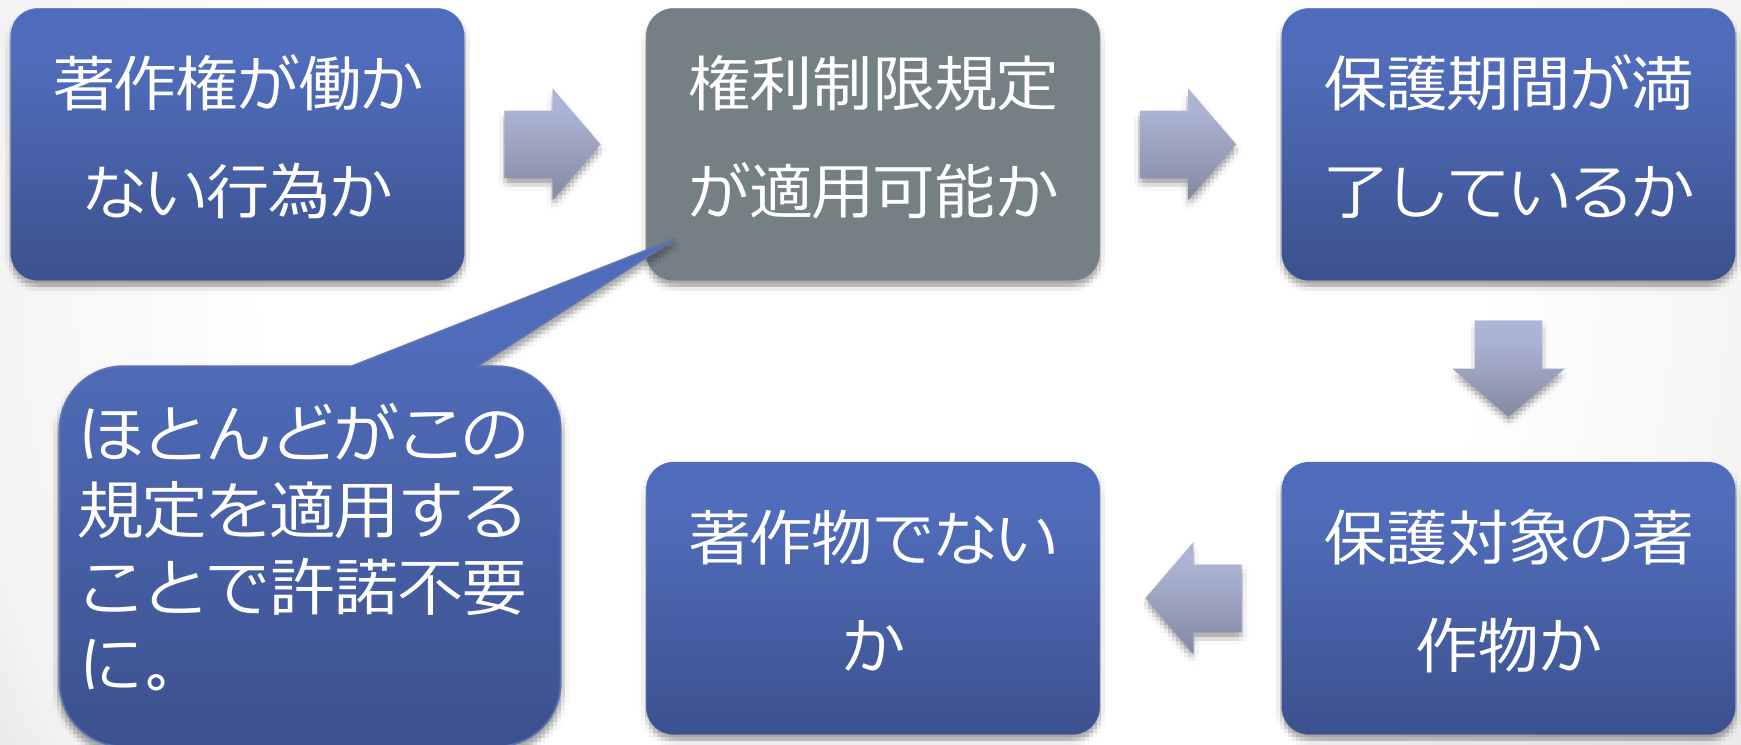 著作権が働か
ない行為か
権利制限規定
が適用可能か
保護期間が満
了しているか
保護対象の著
作物か
著作物でない
か
ほとんどがこの
規定を適用する
ことで許諾不要
に。